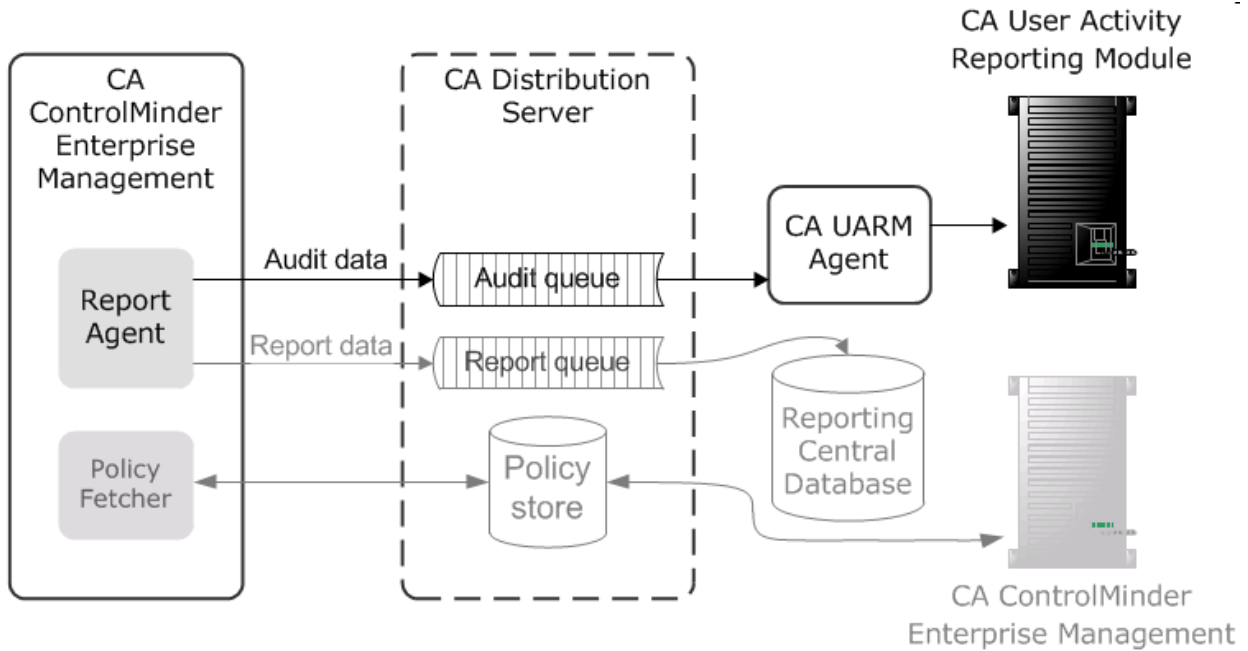 CA
ControlMinder
Enterprise
Management
Report
Agent
Policy
Fetcher
Audit data
Report data
CA Distribution
Server
Audit queue
Report queue
Policy
store
CA UARM
Agent
Reporting
Central
Database
CA User Activity
Reporting Module
CA ControlMinder
Enterprise Management